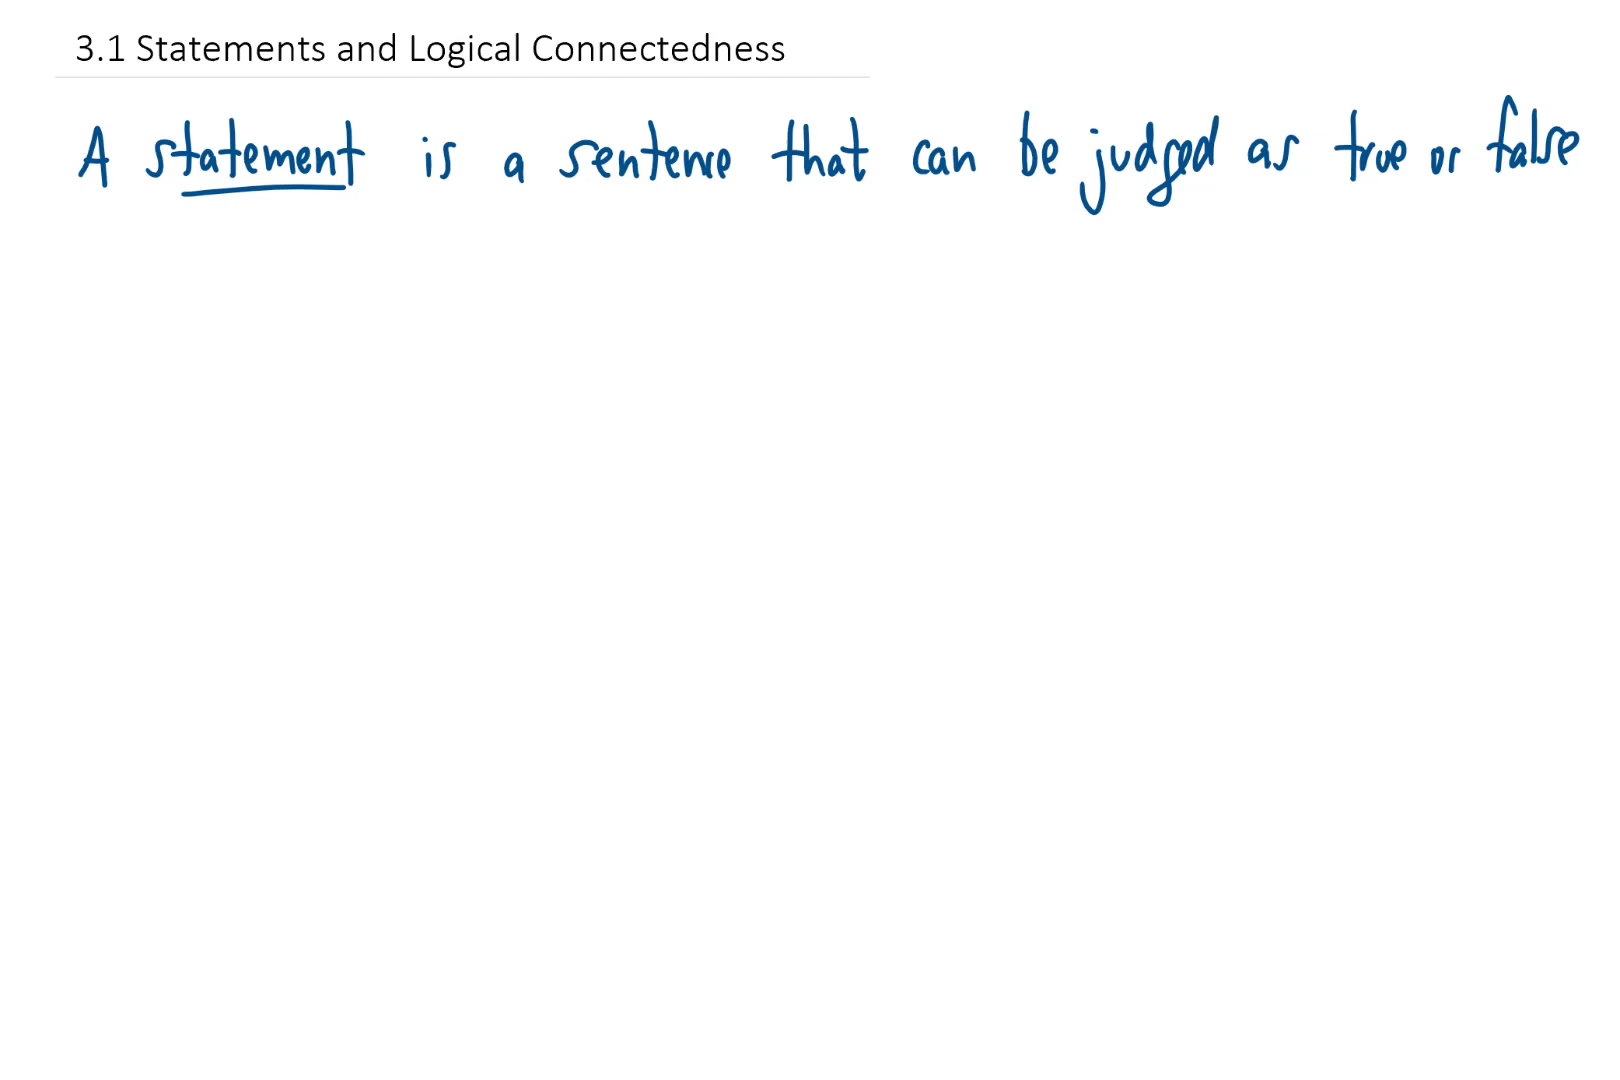 3.1 Statements and Logical Connectedness
A statement is a sentence that can be judged as true or false